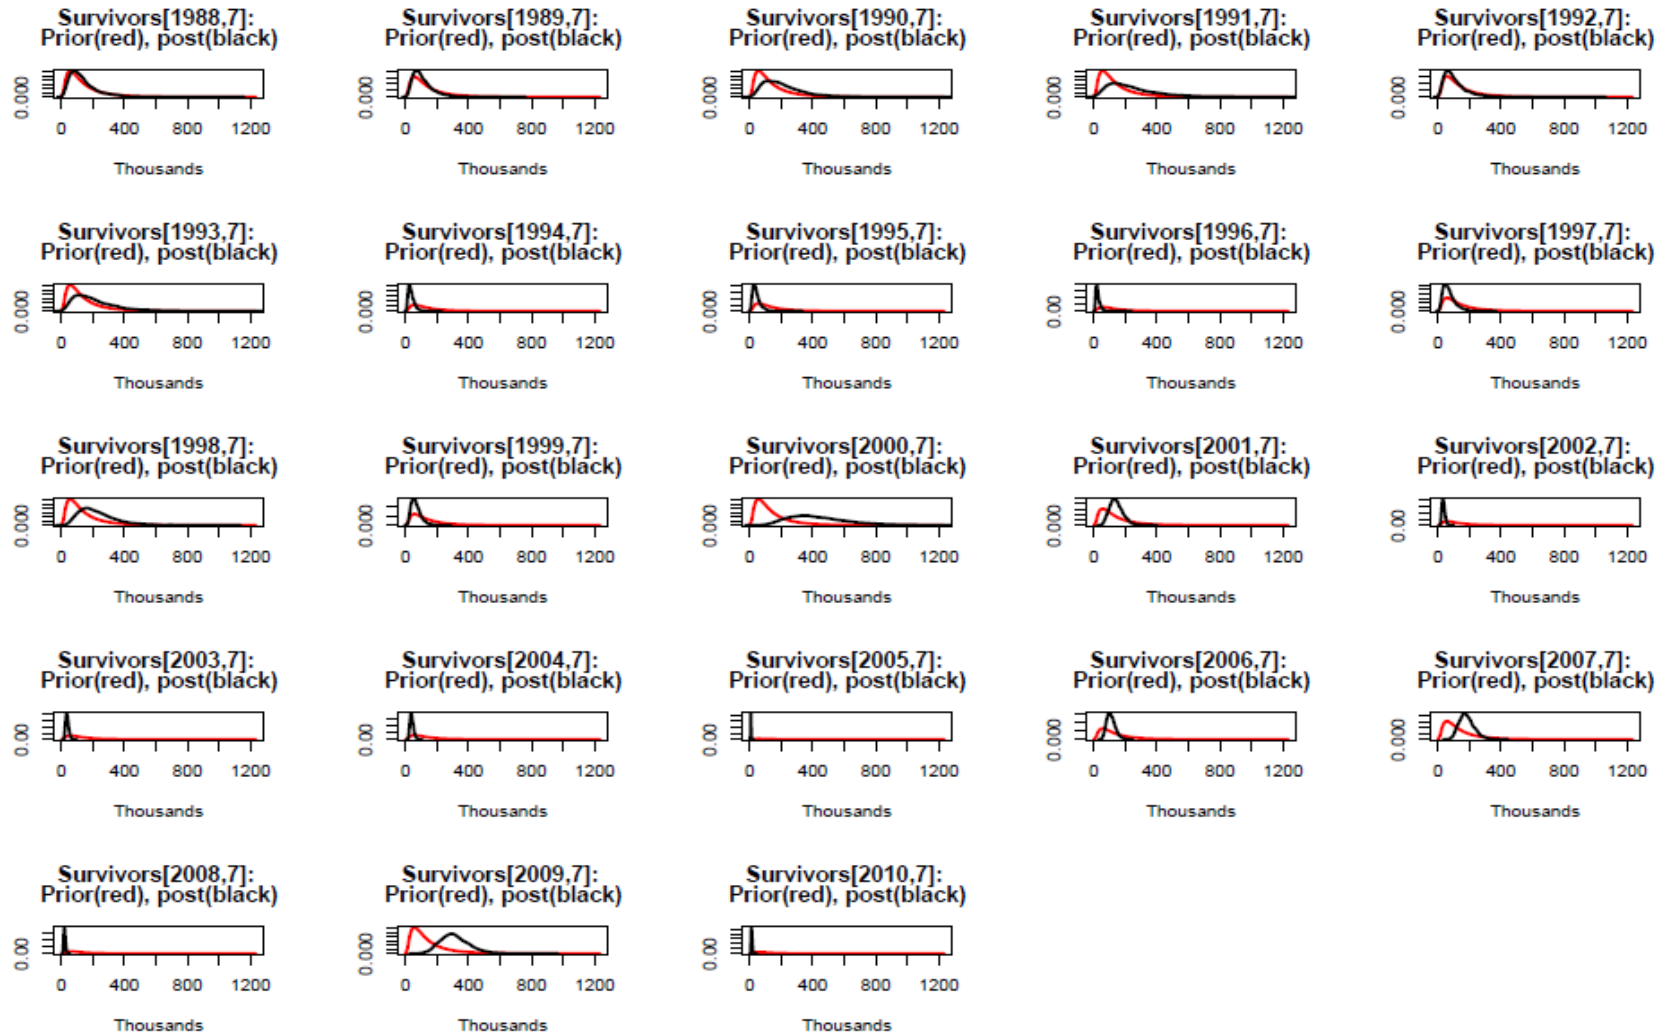 Survivors[1988,7]:
Prior(red), post(black)
0.000
0 400 800 1200
Thousands
Survivors[1989,7]:
Prior(red), post(black)
0.000
0 400 800 1200
Thousands
Survivors[1990,7]:
Prior(red), post(black)
0.000
0 400 800 1200
Thousands
Survivors[1991,7]:
Prior(red), post(black)
0.000
0 400 800 1200
Thousands
Survivors[1992,7]:
Prior(red), post(black)
0.000
0 400 800 1200
Thousands
Survivors[1993,7]:
Prior(red), post(black)
0.000
0 400 800 1200
Thousands
Survivors[1994,7]:
Prior(red), post(black)
0.000
0 400 800 1200
Thousands
Survivors[1995,7]:
Prior(red), post(black)
0.000
0 400 800 1200
Thousands
Survivors[1996,7]:
Prior(red), post(black)
0.00
0 400 800 1200
Thousands
Survivors[1997,7]:
Prior(red), post(black)
0.000
0 400 800 1200
Thousands
Survivors[1998,7]:
Prior(red), post(black)
0.000
0 400 800 1200
Thousands
Survivors[1999,7]:
Prior(red), post(black)
0.000
0 400 800 1200
Thousands
Survivors[2000,7]:
Prior(red), post(black)
0.000
0 400 800 1200
Thousands
Survivors[2001,7]:
Prior(red), post(black)
0.000
0 400 800 1200
Thousands
Survivors[2002,7]:
Prior(red), post(black)
0.00
0 400 800 1200
Thousands
Survivors[2003,7]:
Prior(red), post(black)
0.00
0 400 800 1200
Thousands
Survivors[2004,7]:
Prior(red), post(black)
0.00
0 400 800 1200
Thousands
Survivors[2005,7]:
Prior(red), post(black)
0.00
0 400 800 1200
Thousands
Survivors[2006,7]:
Prior(red), post(black)
0.000
0 400 800 1200
Thousands
Survivors[2007,7]:
Prior(red), post(black)
0.000
0 400 800 1200
Thousands
Survivors[2008,7]:
Prior(red), post(black)
0.00
0 400 800 1200
Thousands
Survivors[2009,7]:
Prior(red), post(black)
0.000
0 400 800 1200
Thousands
Survivors[2010,7]:
Prior(red), post(black)
0.00
0 400 800 1200
Thousands